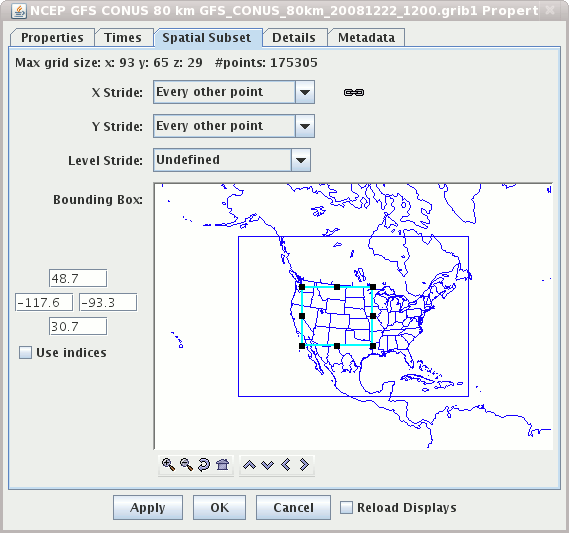 NCEP GFS CONUS 80 km GFS_CONUS_80km_20081222_1200.grib1 Propert
Properties Times Spatial Subset Details Metadata
Max grid size: x: 93 y: 65 z: 29 #points: 175305
X Stride: Every other point
Y Stride: Every other point
Level Stride: Undefined
Bounding Box:
48.7
-117.6 -93.3
30.7
Use indices
Apply OK Cancel Reload Displays